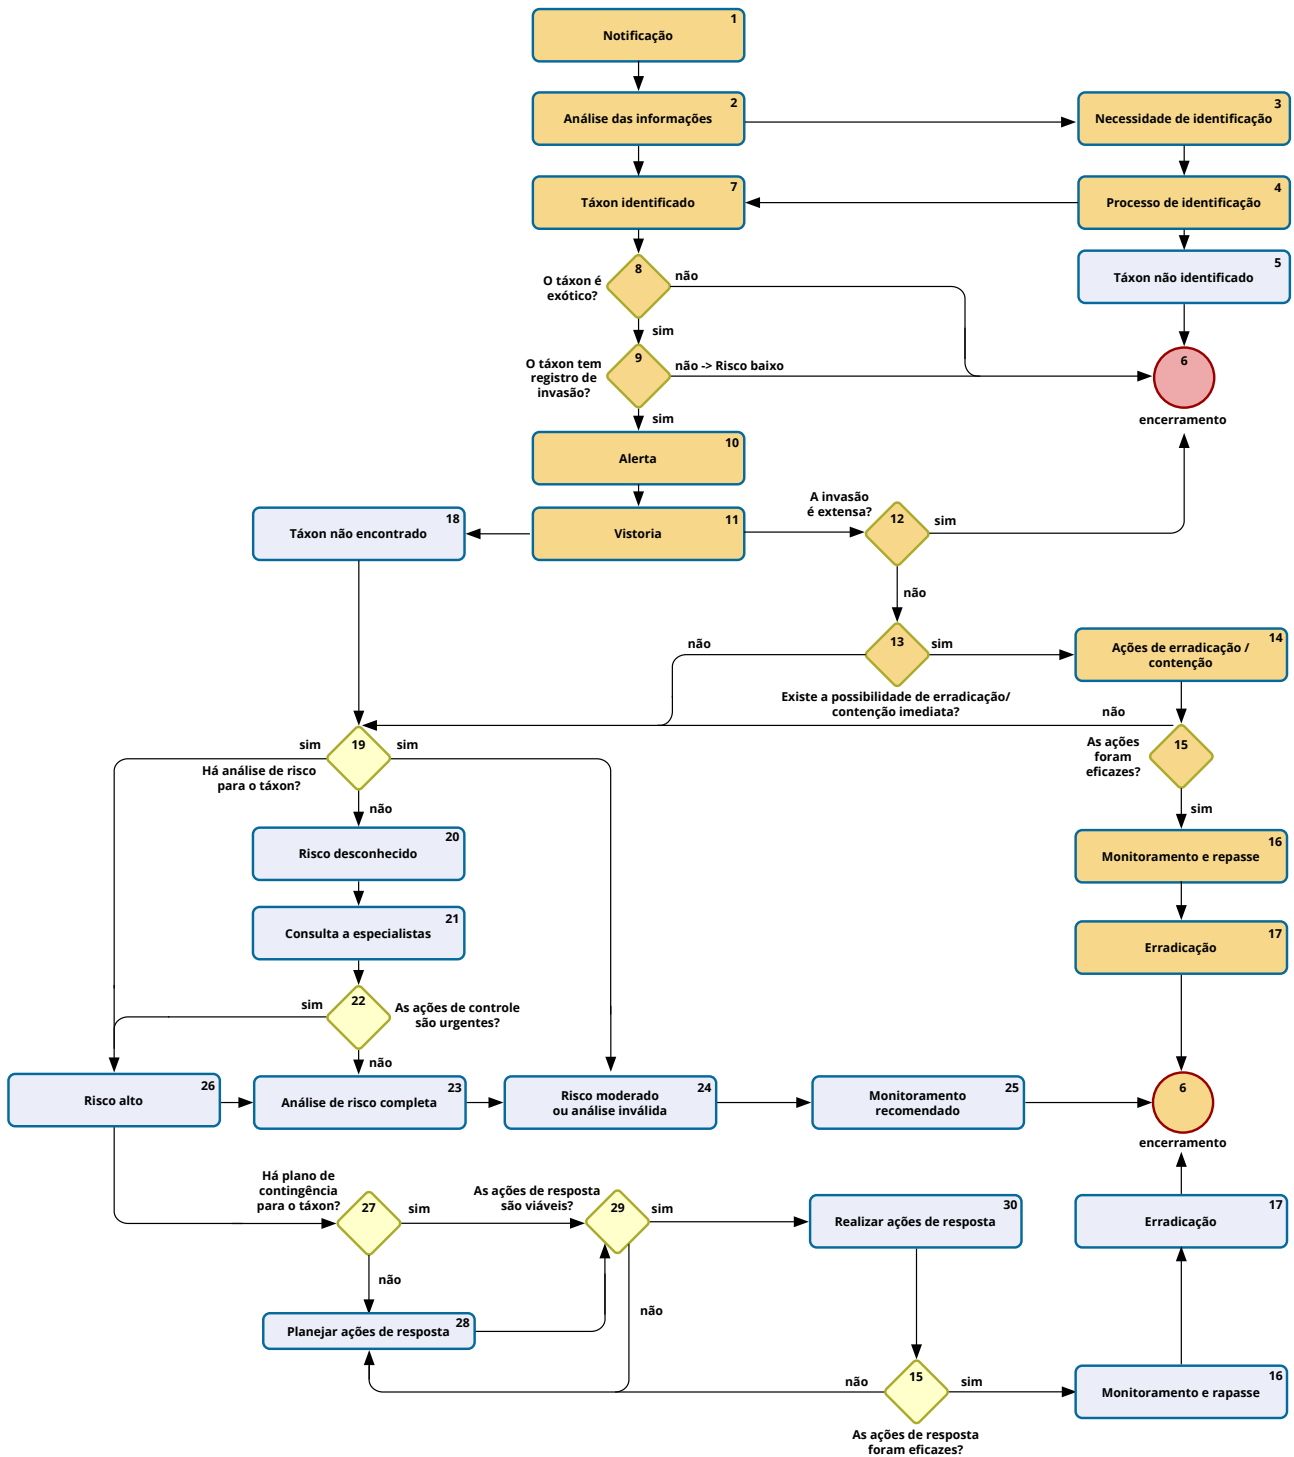 1
Notificação
2
Análise das informações
3
Necessidade de identificação
7
Táxon identificado
4
Processo de identificação
5
Táxon não identificado
8
O táxon é
exótico?
não
sim
9
O táxon tem
registro de
invasão?
não -> Risco baixo
6
encerramento
sim
10
Alerta
18
Táxon não encontrado
11
Vistoria
A invasão
é extensa?
12
sim
não
13
não
sim
Existe a possibilidade de erradicação/
contenção imediata?
14
Ações de erradicação /
contenção
não
15
As ações
foram
eficazes?
sim
19
sim
sim
Há análise de risco
para o táxon?
não
20
Risco desconhecido
16
Monitoramento e repasse
21
Consulta a especialistas
17
Erradicação
22
sim
As ações de controle
são urgentes?
não
26
Risco alto
23
Análise de risco completa
24
Risco moderado
ou análise inválida
25
Monitoramento
recomendado
6
encerramento
Há plano de
contingência
para o táxon?
27
sim
não
As ações de resposta
são viáveis?
29
sim
não
30
Realizar ações de resposta
17
Erradicação
28
Planejar ações de resposta
15
não
sim
As ações de resposta
foram eficazes?
16
Monitoramento e rapasse